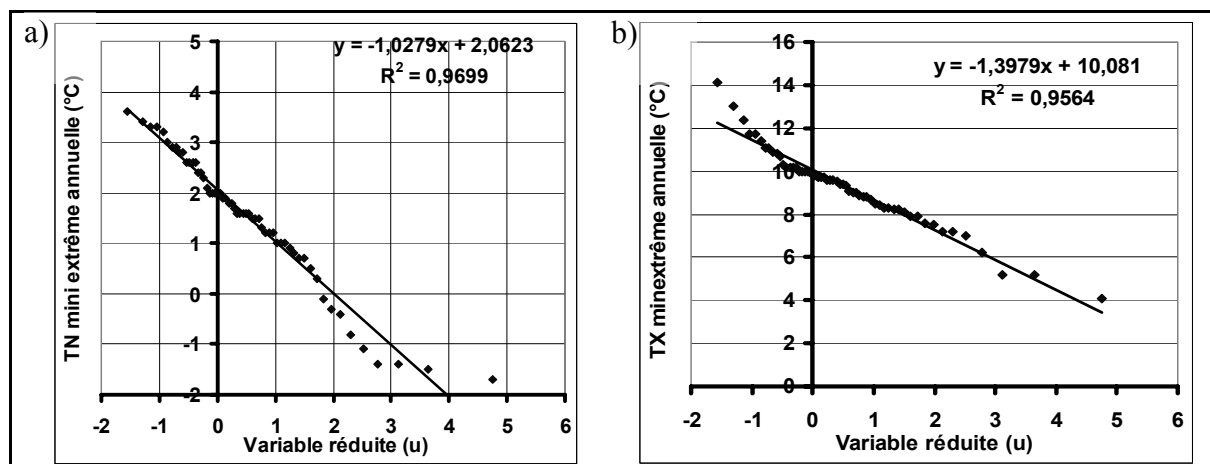 a)
y = -1,0279x + 2,0623
R² = 0,9699
TN mini extrême annuelle (°C)
5
4
3
2
1
0
-1
-2
-2 -1 0 1 2 3 4 5 6
Variable réduite (u)
b)
y = -1,3979x + 10,081
R² = 0,9564
TX minextrême annuelle (°C)
16
14
12
10
8
6
4
2
0
-2 -1 0 1 2 3 4 5 6
Variable réduite (u)